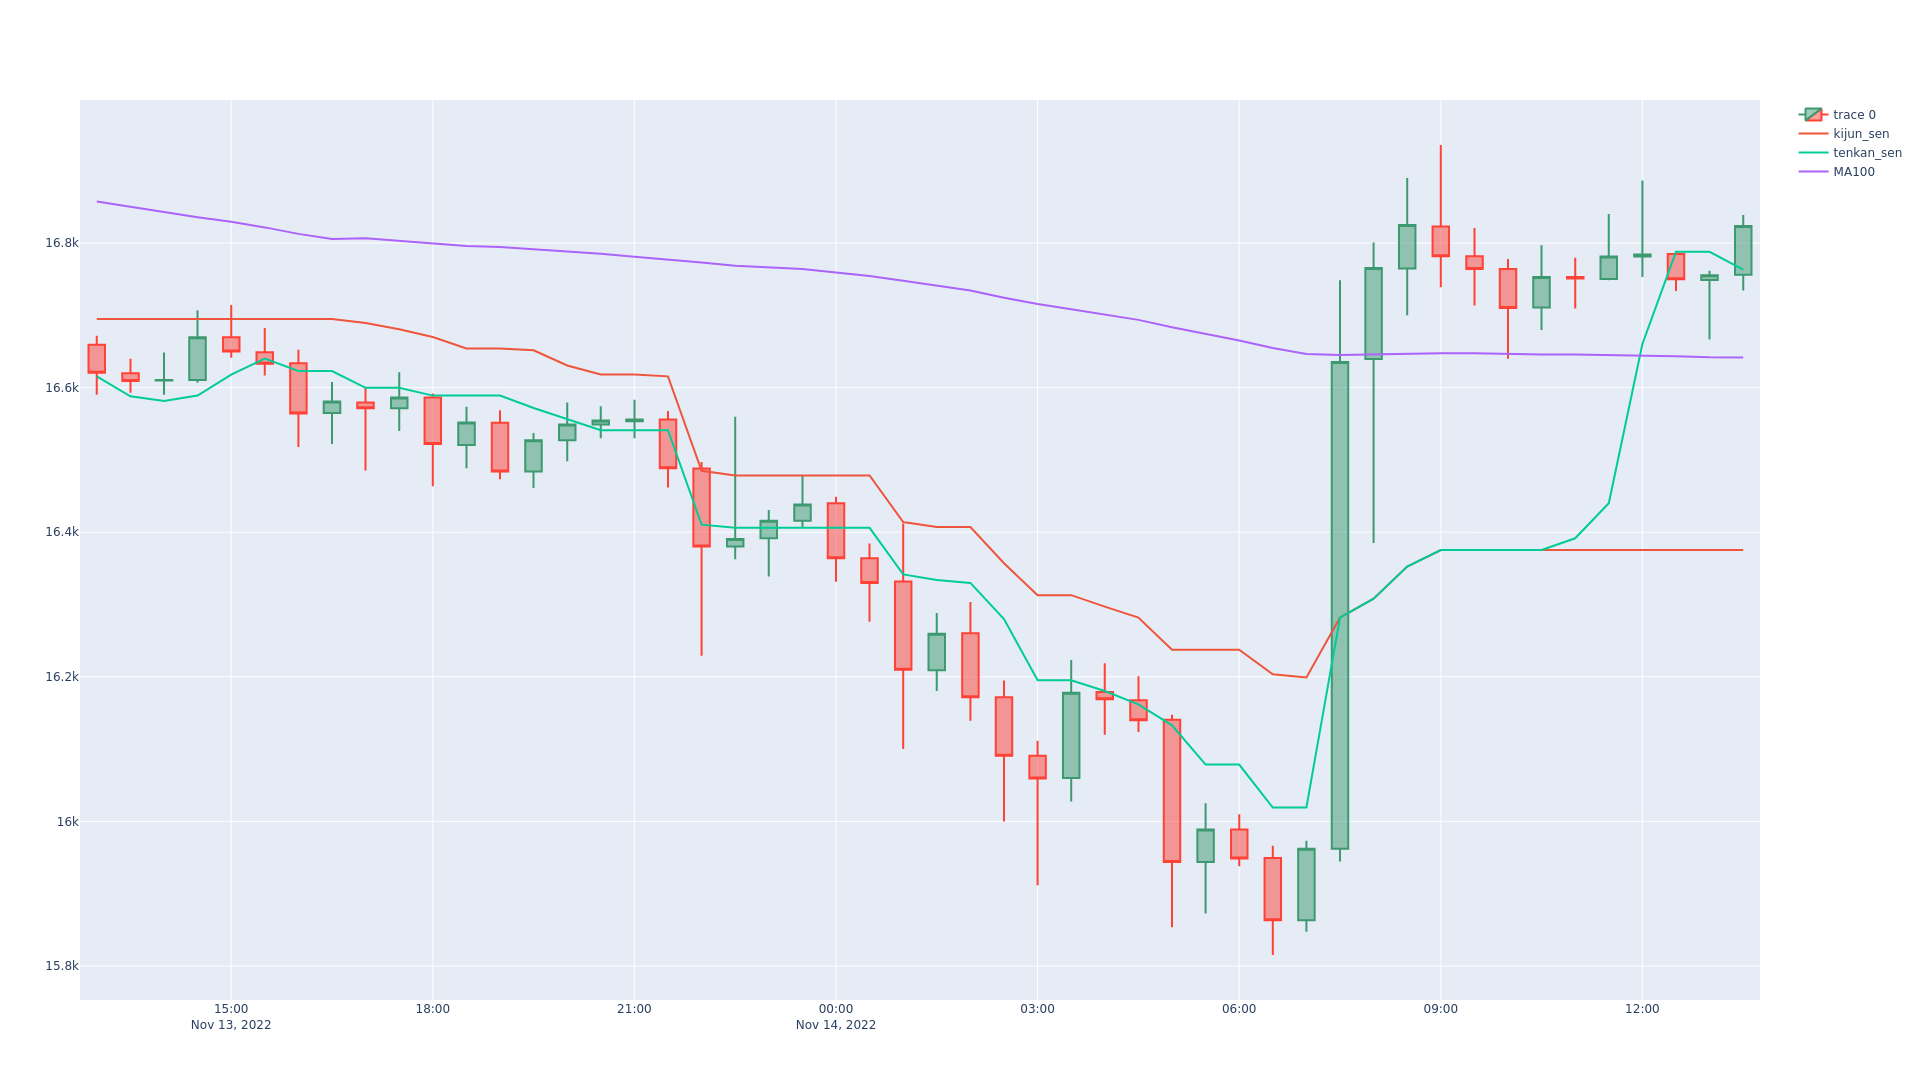 trace 0
kijun_sen
tenkan_sen
MA100
16.8k
16.6k
16.4k
16.2k
16k
15.8k
15:00 18:00 21:00 00:00 03:00 06:00 09:00 12:00
Nov 13, 2022 Nov 14, 2022